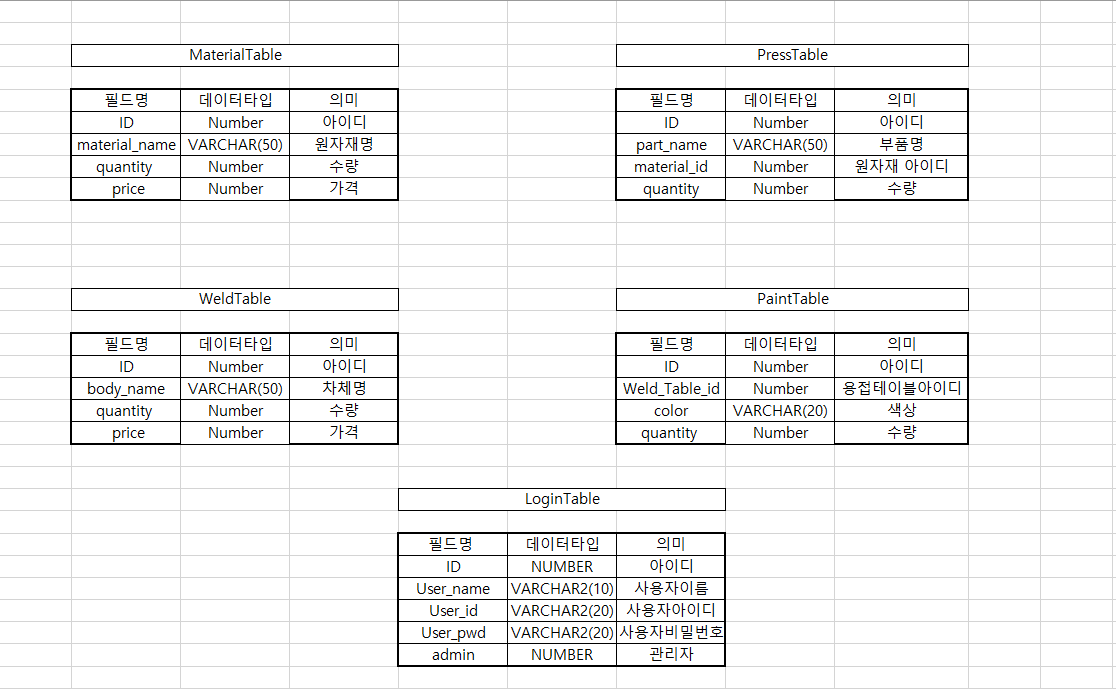 MaterialTable
필드명 데이터타입 의미
ID Number 아이디
material_name VARCHAR(50) 원자재명
quantity Number 수량
price Number 가격
PressTable
필드명 데이터타입 의미
ID Number 아이디
part_name VARCHAR(50) 부품명
material_id Number 원자재 아이디
quantity Number 수량
WeldTable
필드명 데이터타입 의미
ID Number 아이디
body_name VARCHAR(50) 차체명
quantity Number 수량
price Number 가격
PaintTable
필드명 데이터타입 의미
ID Number 아이디
Weld_Table_id Number 용접테이블아이디
color VARCHAR(20) 색상
quantity Number 수량
LoginTable
필드명 데이터타입 의미
ID NUMBER 아이디
User_name VARCHAR2(10) 사용자이름
User_id VARCHAR2(20) 사용자아이디
User_pwd VARCHAR2(20) 사용자비밀번호
admin NUMBER 관리자